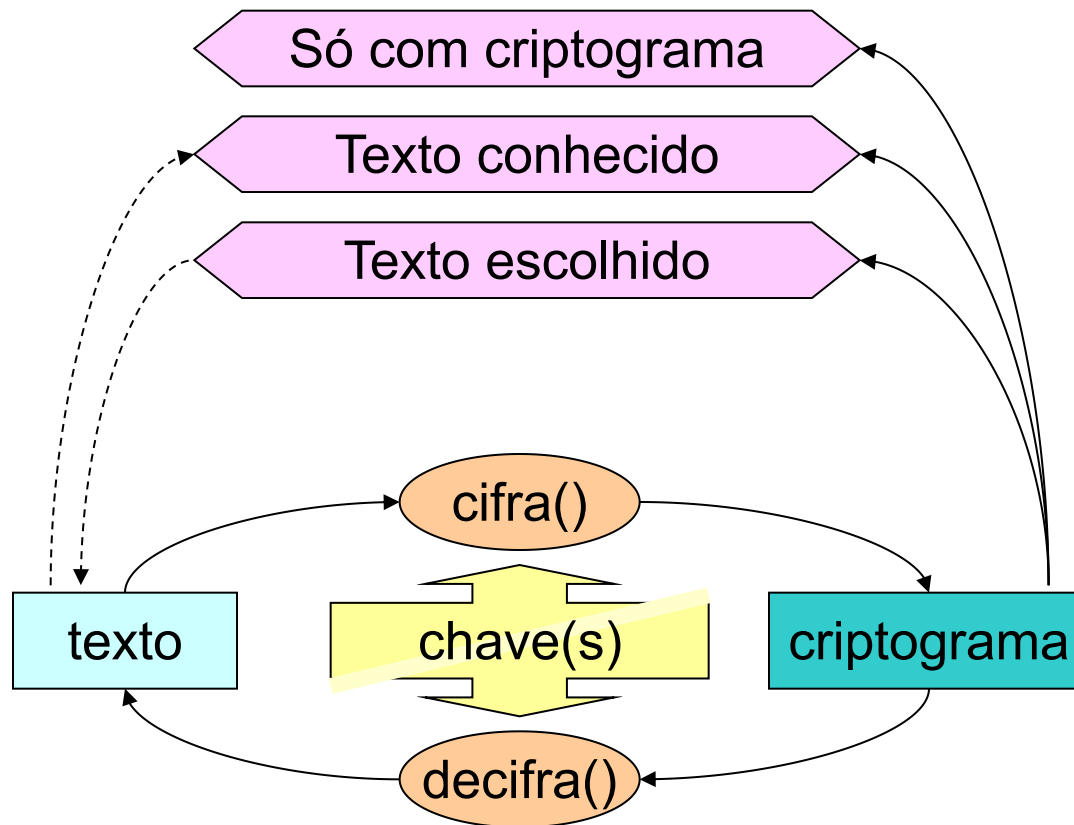 Só com criptograma
Texto conhecido
Texto escolhido
cifra()
texto
chave(s)
criptograma
decifra()